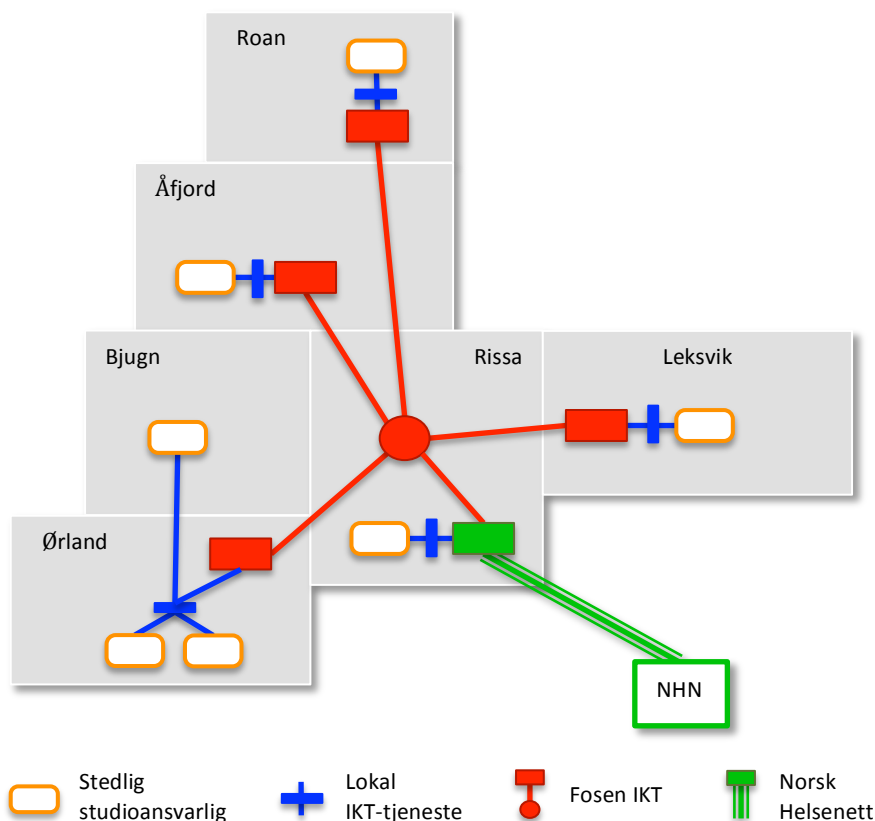 Roan
Åfjord
Bjugn
Rissa
Leksvik
Ørland
NHN
Stedlig
studioansvarlig
Lokal
IKT-tjeneste
Fosen IKT
Norsk
Helsenett